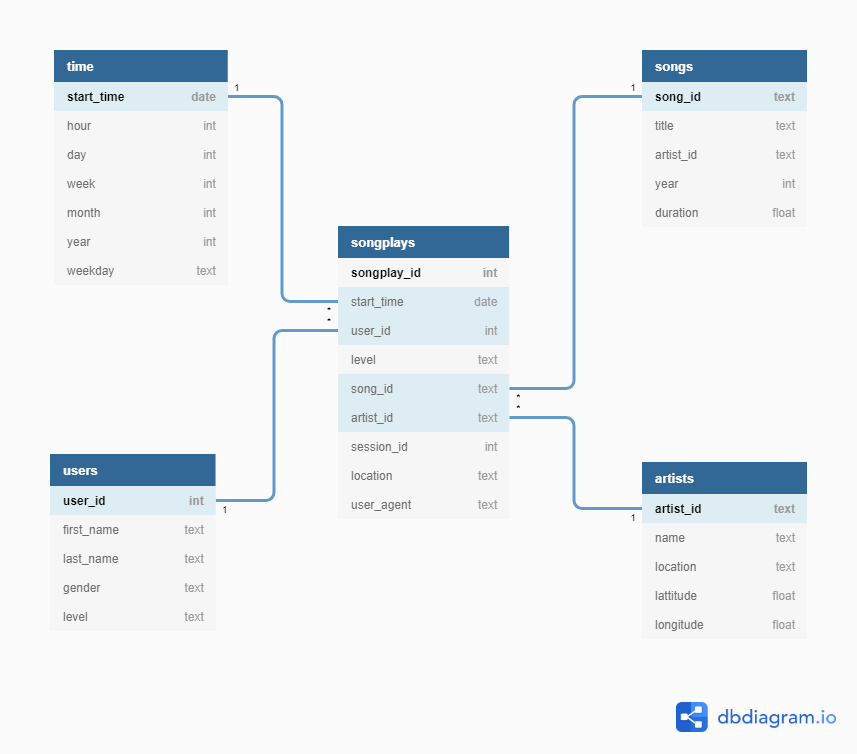 time
start_time date
hour int
day int
week int
month int
year int
weekday text
1
songs
song_id text
title text
artist_id text
year int
duration float
1
songplays
songplay_id int
start_time date
user_id int
level text
song_id text
artist_id text
session_id int
location text
user_agent text
*
*
*
*
users
user_id int
first_name text
last_name text
gender text
level text
1
artists
artist_id text
name text
location text
lattitude float
longitude float
1
dbdiagram.io